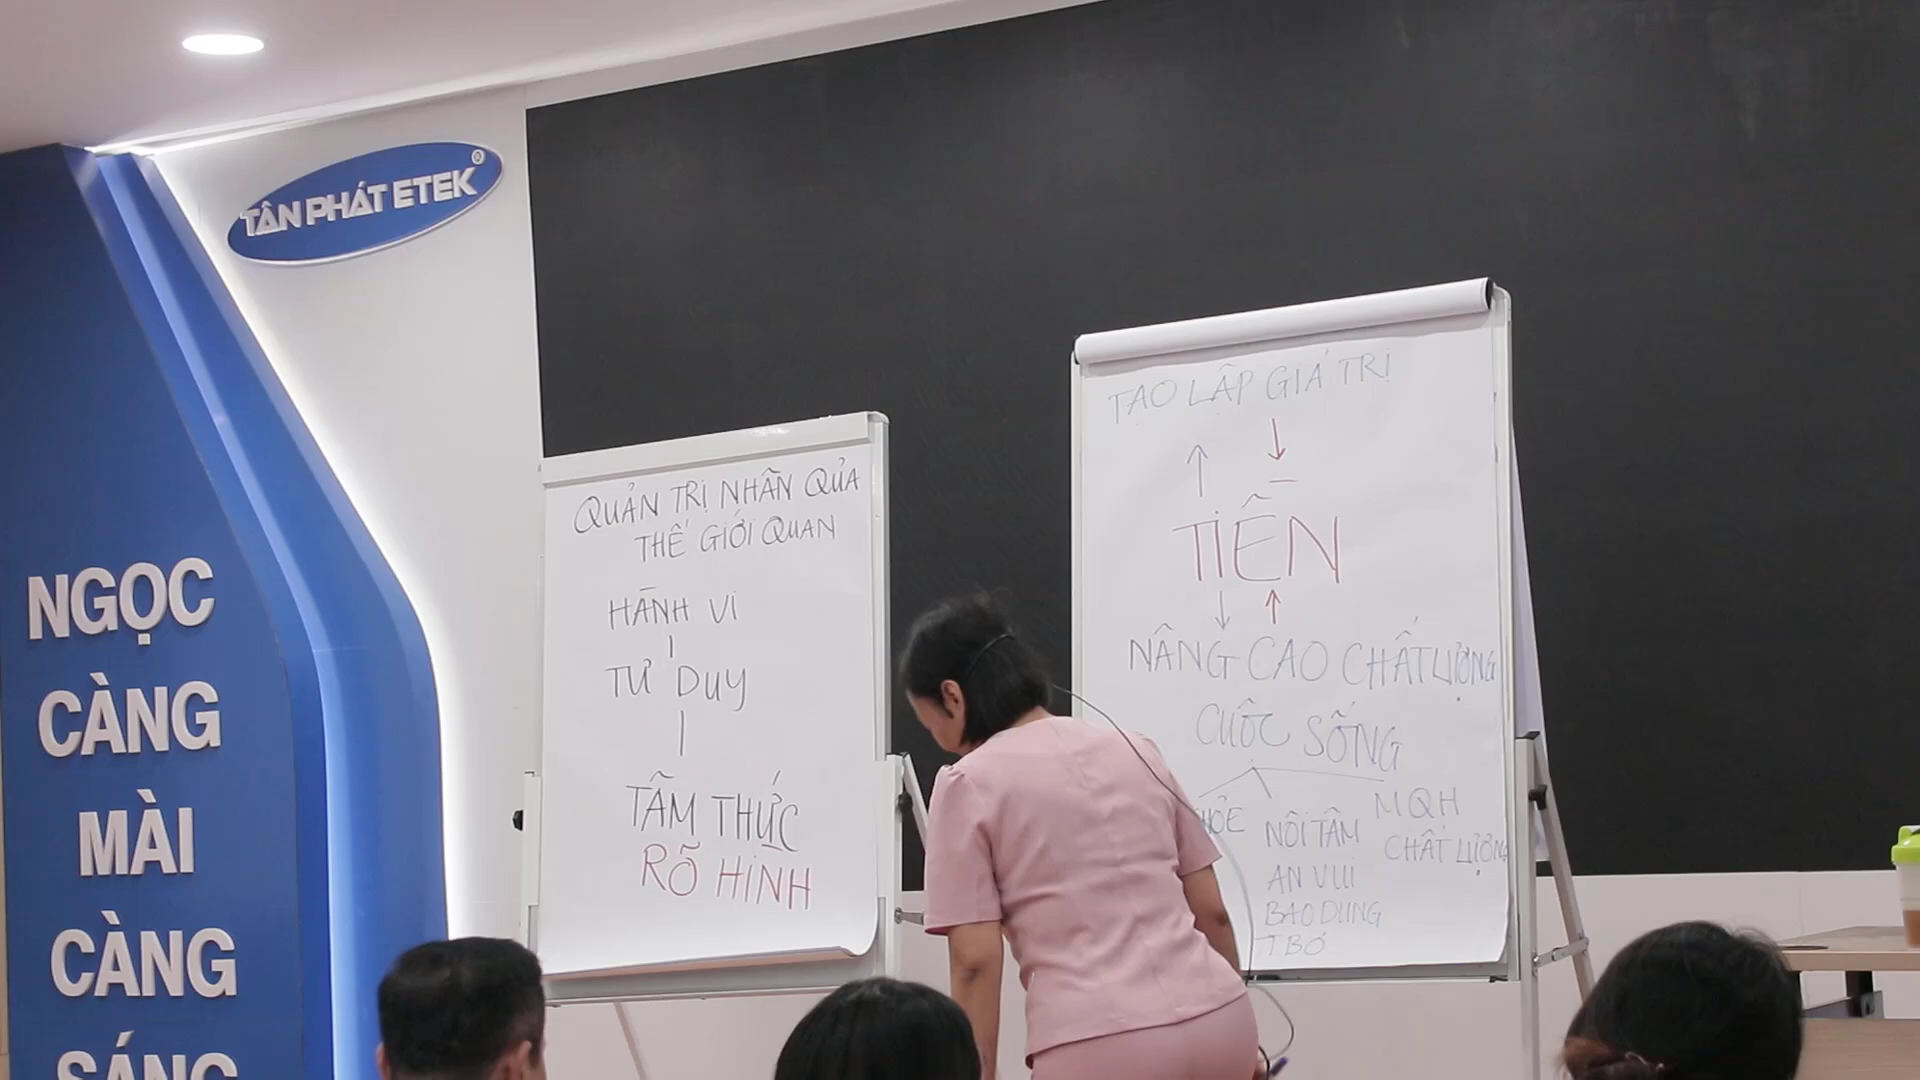 TÂN PHÁT ETEK®
NGỌC
CÀNG
MÀI
CÀNG
SÁNG
QUẢN TRỊ NHÂN QỦA
THẾ GIỚI QUAN
HÀNH VI
TƯ DUY
TÂM THỨC
RÕ HÌNH
TẠO LẬP GIÁ TRỊ
TIỀN
NÂNG CAO CHẤT LƯỢNG
CUỘC SỐNG
NỘI TÂM
AN VUI
BAO DUNG
MQH
CHẤT LƯỢNG